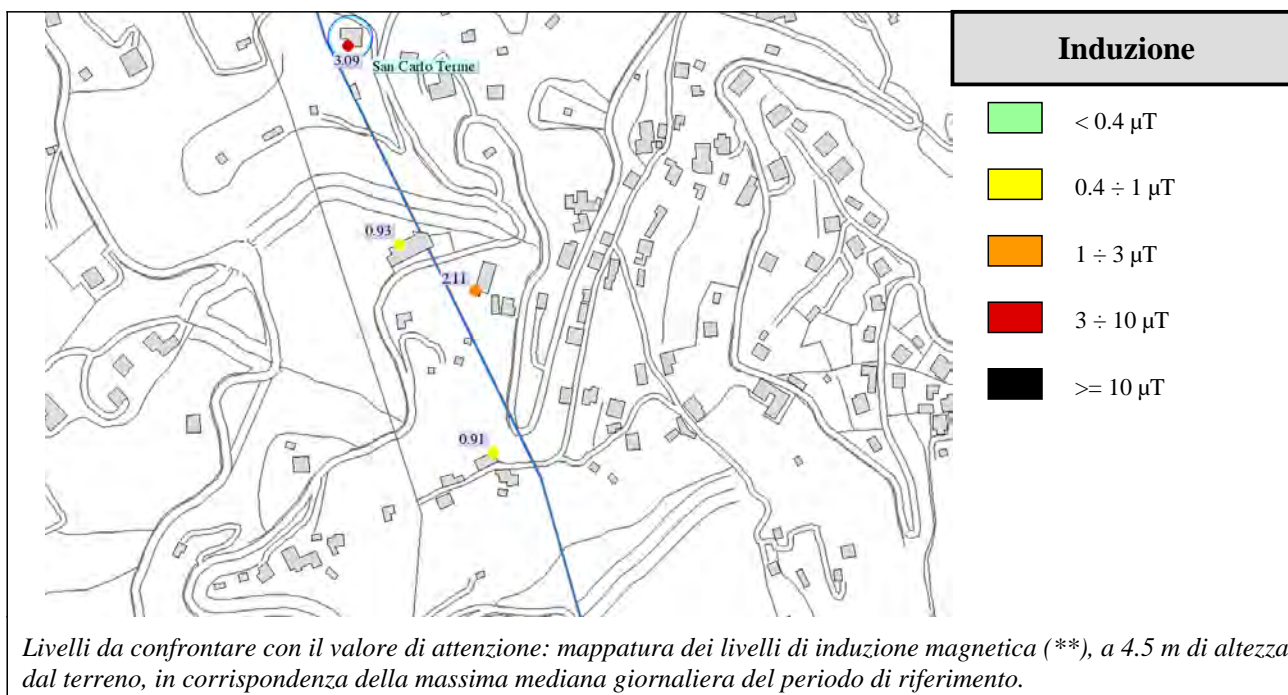 3.09
San Carlo Terme
0.93
2.11
0.91
Induzione
< 0.4 µT
0.4 ÷ 1 µT
1 ÷ 3 µT
3 ÷ 10 µT
>= 10 µT
Livelli da confrontare con il valore di attenzione: mappatura dei livelli di induzione magnetica (**), a 4.5 m di altezza
dal terreno, in corrispondenza della massima mediana giornaliera del periodo di riferimento.